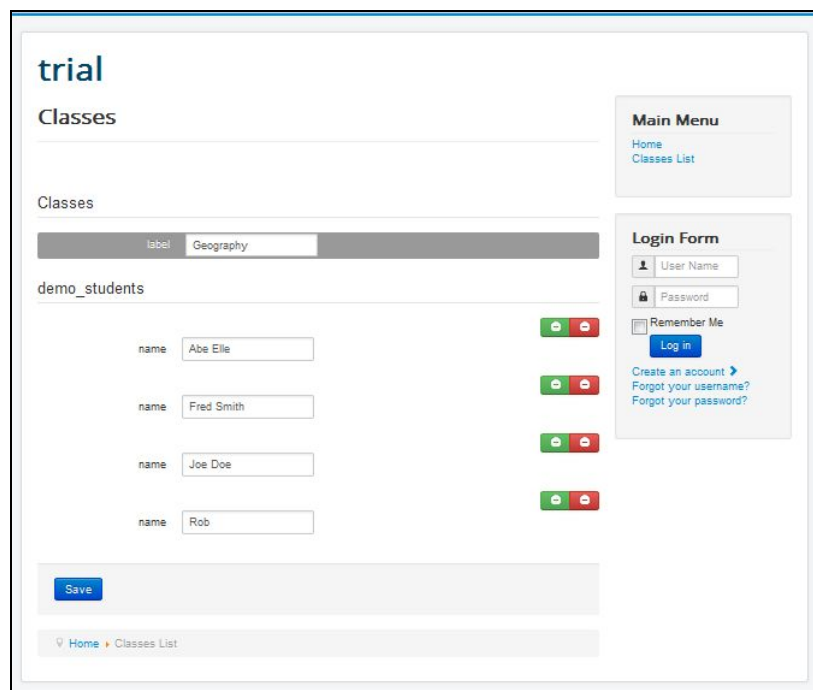 trial
Classes
Classes
label Geography
demo_students
name Abe Elle
name Fred Smith
name Joe Doe
name Rob
Save
Home Classes List
Main Menu
Home
Classes List
Login Form
User Name
Password
Remember Me
Log in
Create an account
Forgot your username?
Forgot your password?